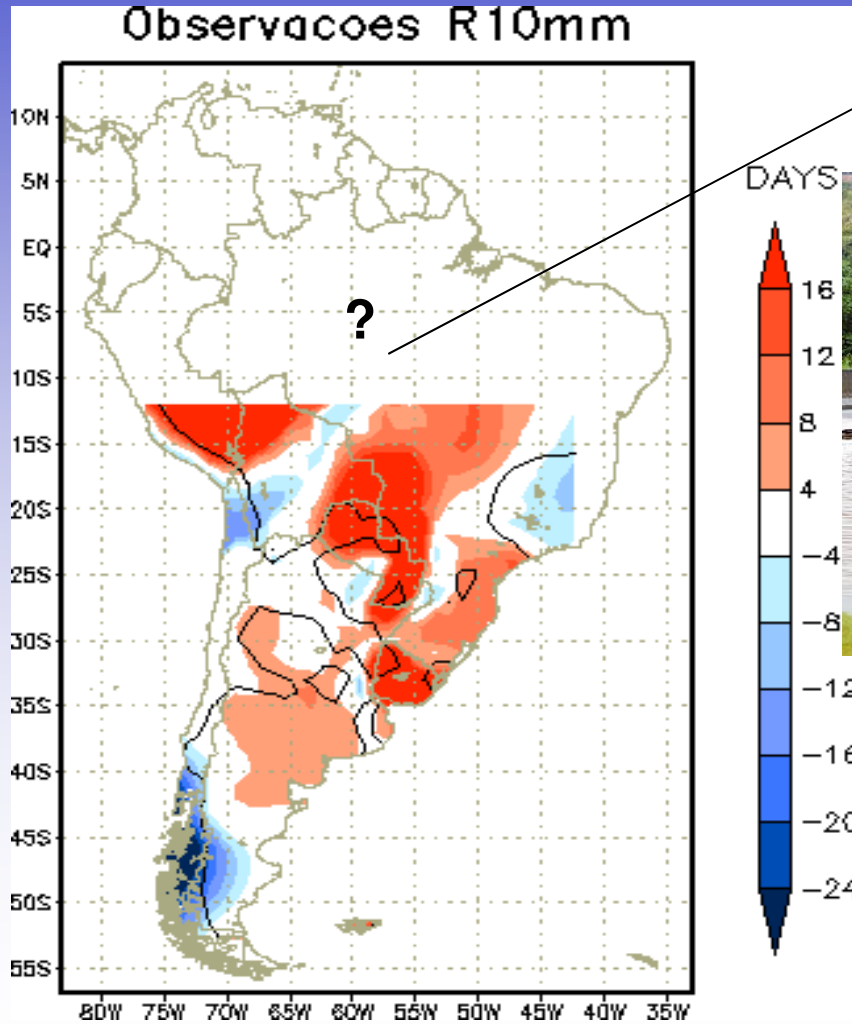 Observacoes R10mm
10N
5N
EQ
5S
10S
15S
20S
25S
30S
35S
40S
45S
50S
55S
?
80W 75W 70W 65W 60W 55W 50W 45W 40W 35W
DAYS
16
12
8
4
-4
-8
-12
-16
-20
-24